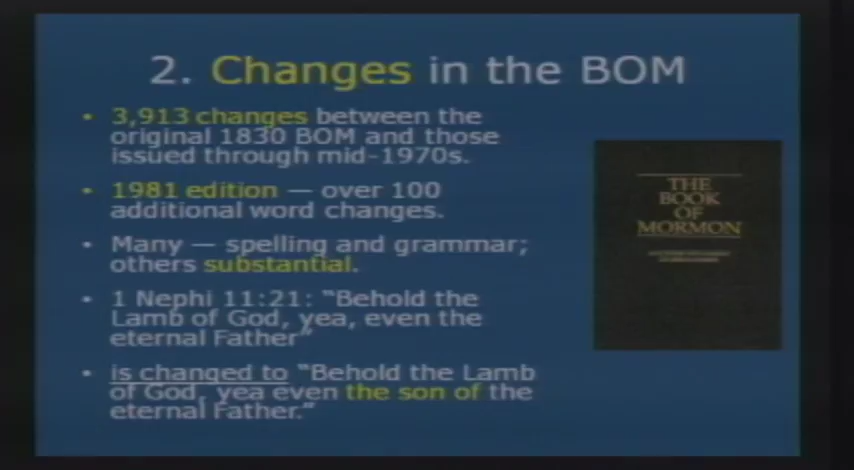 2. Changes in the BOM
• 3,913 changes between the
original 1830 BOM and those
issued through mid-1970s.
• 1981 edition — over 100
additional word changes.
• Many — spelling and grammar;
others substantial.
• 1 Nephi 11:21: “Behold the
Lamb of God, yea, even the
eternal Father”
• is changed to “Behold the Lamb
of God, yea even the son of the
eternal Father.”
THE
BOOK
OF
MORMON